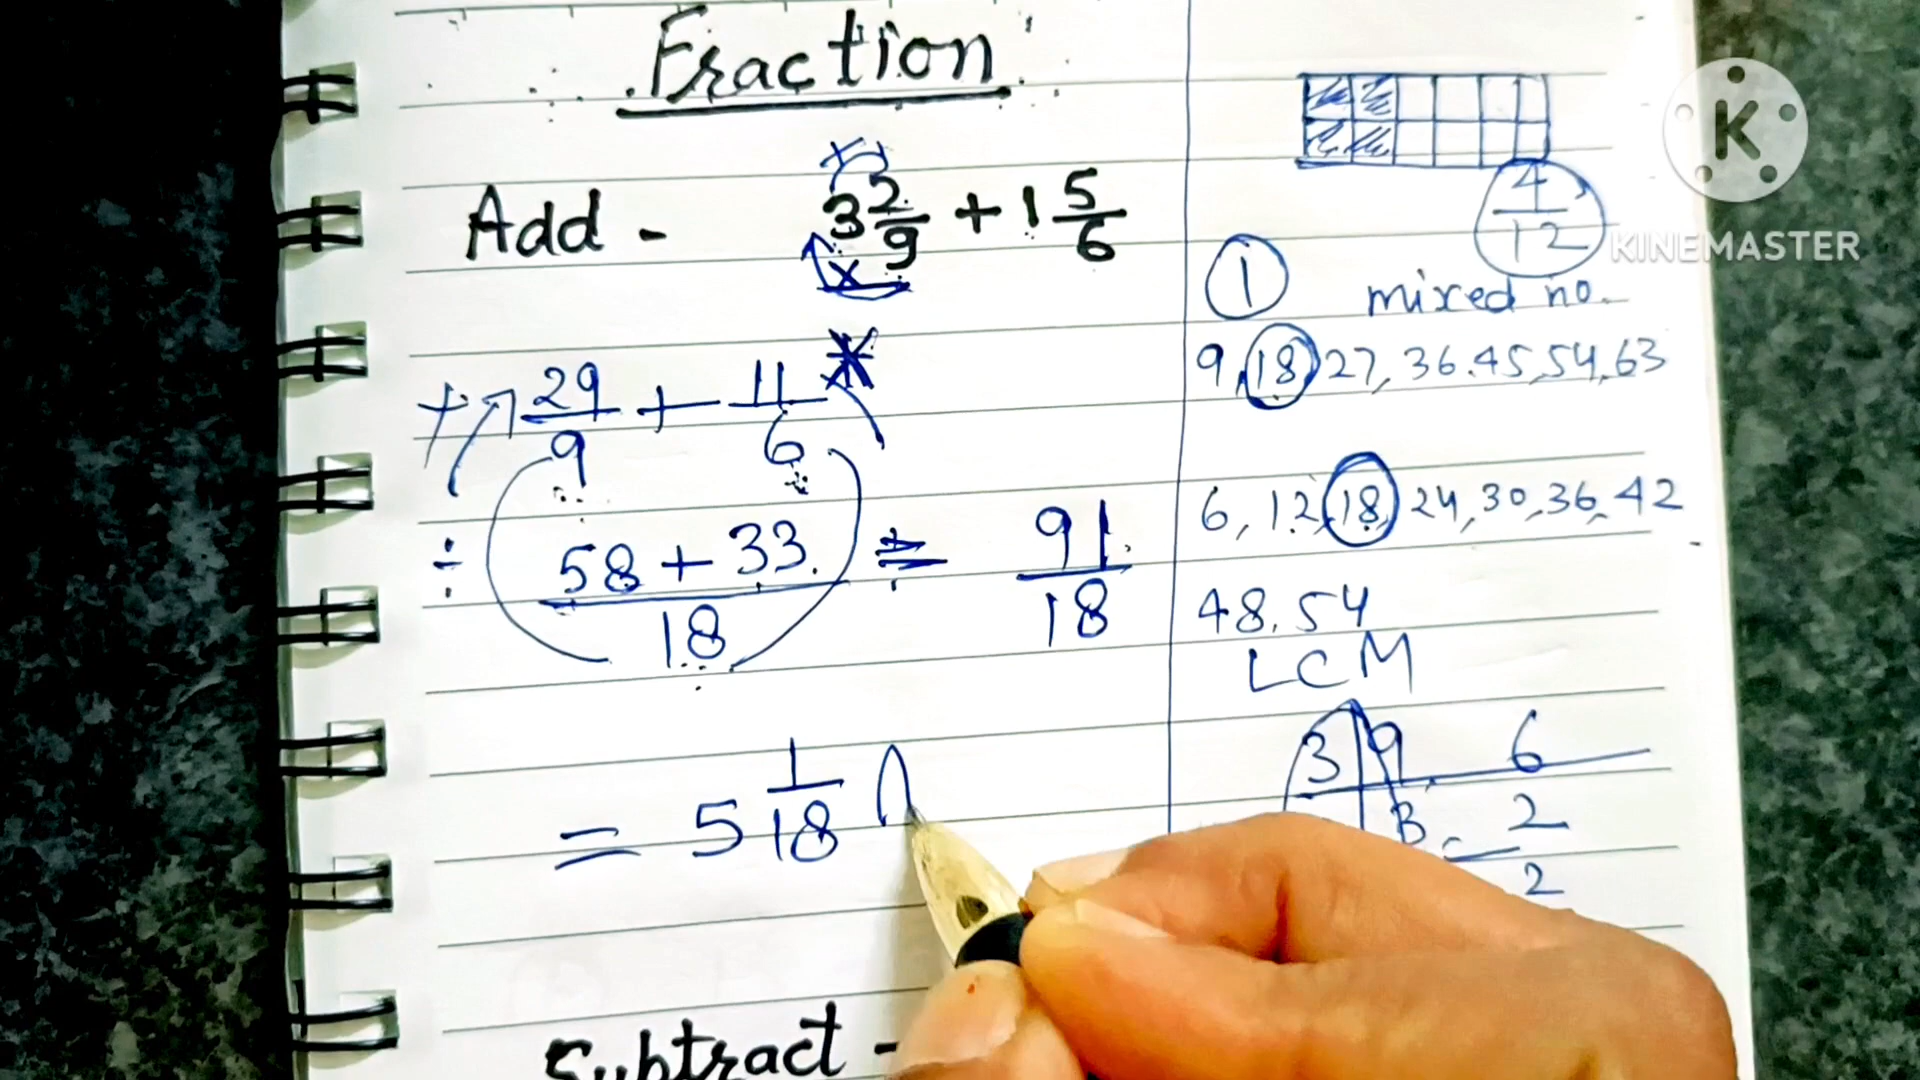 Fraction
Add - 3 2/9 + 1 5/6
29/9 + 11/6
÷ (58 + 33)/18 = 91/18
= 5 1/18
Subtract -
4/12
1 mixed no.
9, 18, 27, 36, 45, 54, 63
6, 12, 18, 24, 30, 36, 42
48, 54
LCM
3 | 9 - 6
3 - 2
2
K
KINEMASTER